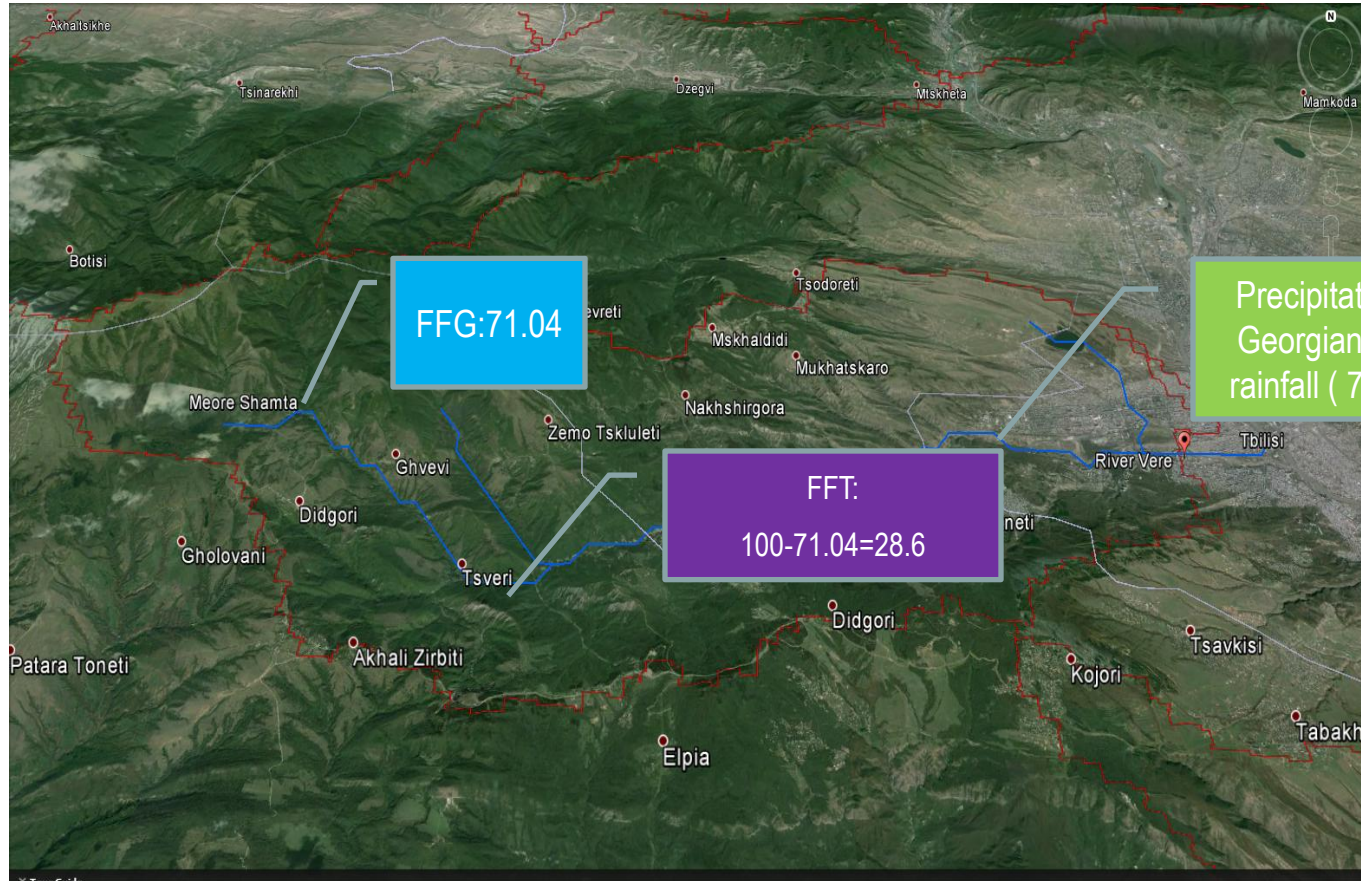 Akhaltsikhe
N
Tsinarekhi
Dzegvi
Mtskheta
Mamkoda
Botisi
FFG:71.04
Tsodoreti
Mskhaldidi
Mukhatskaro
Georgian
rainfall ( 7
Meore Shamta
Nakhshirgora
Zemo Tskluleti
Ghvevi
River Vere
Tbilisi
FFT:
100-71.04=28.6
Didgori
Gholovani
Tsveri
Didgori
Tsavkisi
Patara Toneti
Akhali Zirbiti
Kojori
Elpia